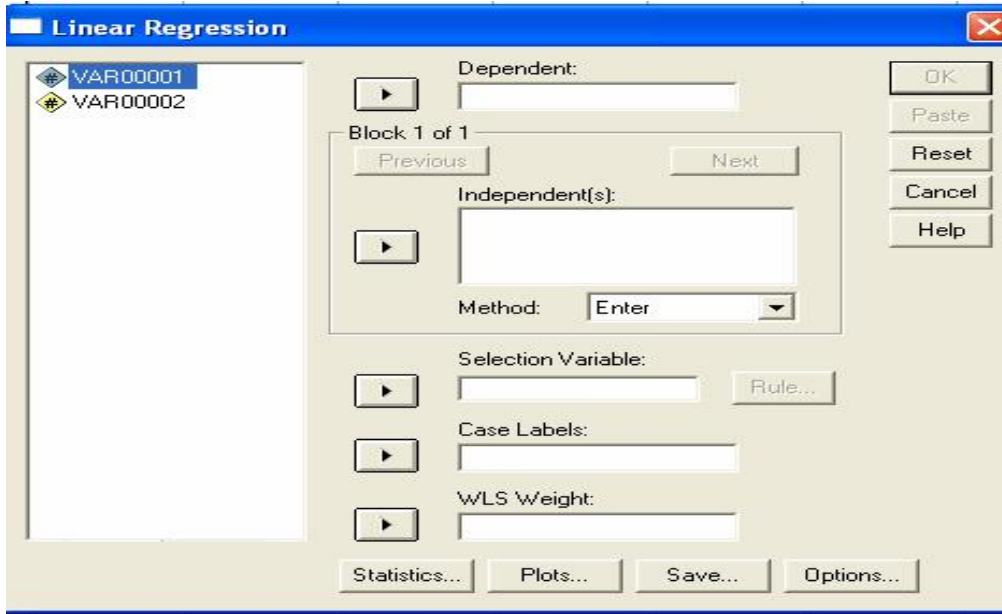 Linear Regression
VAR00001
VAR00002
Dependent:
Block 1 of 1
Previous
Next
Independent(s):
Method:
Enter
Selection Variable:
Rule...
Case Labels:
WLS Weight:
Statistics...
Plots...
Save...
Options...
OK
Paste
Reset
Cancel
Help